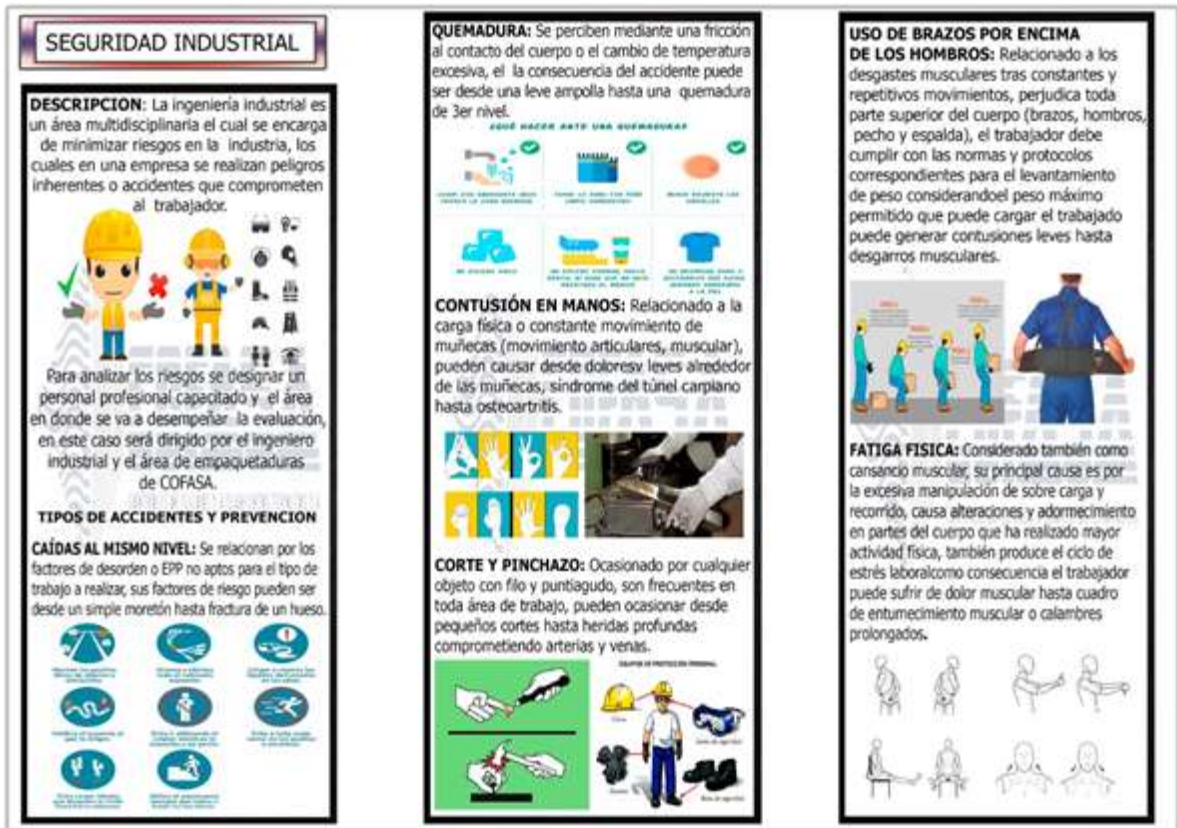 SEGURIDAD INDUSTRIAL
DESCRIPCION: La ingeniería industrial es
un área multidisciplinaria el cual se encarga
de minimizar riesgos en la industria, los
cuales en una empresa se realizan peligros
inherentes o accidentes que comprometen
al trabajador.
Para analizar los riesgos se designar un
personal profesional capacitado y el área
en donde se va a desempeñar la evaluación,
en este caso será dirigido por el ingeniero
industrial y el área de empaquetaduras
de COFASA.
TIPOS DE ACCIDENTES Y PREVENCION
CAÍDAS AL MISMO NIVEL: Se relacionan por los
factores de desorden o EPP no aptos para el tipo de
trabajo a realizar, sus factores de riesgo pueden ser
desde un simple moretón hasta fractura de un hueso.
QUEMADURA: Se perciben mediante una fricción
al contacto del cuerpo o el cambio de temperatura
excesiva, el la consecuencia del accidente puede
ser desde una leve ampolla hasta una quemadura
de 3er nivel.
¿QUÉ HACER ANTE UNA QUEMADURAS
NO APLICAR HIELO
CONTUSIÓN EN MANOS: Relacionado a la
carga física o constante movimiento de
muñecas (movimiento articulares, muscular),
pueden causar desde doloresv leves alrededor
de las muñecas, síndrome del túnel carpiano
hasta osteoartritis.
CORTE Y PINCHAZO: Ocasionado por cualquier
objeto con filo y puntiagudo, son frecuentes en
toda área de trabajo, pueden ocasionar desde
pequeños cortes hasta heridas profundas
comprometiendo arterias y venas.
EQUIPOS DE PROTECCIÓN PERSONAL
USO DE BRAZOS POR ENCIMA
DE LOS HOMBROS: Relacionado a los
desgastes musculares tras constantes y
repetitivos movimientos, perjudica toda
parte superior del cuerpo (brazos, hombros,
pecho y espalda), el trabajador debe
cumplir con las normas y protocolos
correspondientes para el levantamiento
de peso considerandoel peso máximo
permitido que puede cargar el trabajado
puede generar contusiones leves hasta
desgarros musculares.
FATIGA FISICA: Considerado también como
cansancio muscular, su principal causa es por
la excesiva manipulación de sobre carga y
recorrido, causa alteraciones y adormecimiento
en partes del cuerpo que ha realizado mayor
actividad física, también produce el ciclo de
estrés laboralcomo consecuencia el trabajador
puede sufrir de dolor muscular hasta cuadro
de entumecimiento muscular o calambres
prolongados.